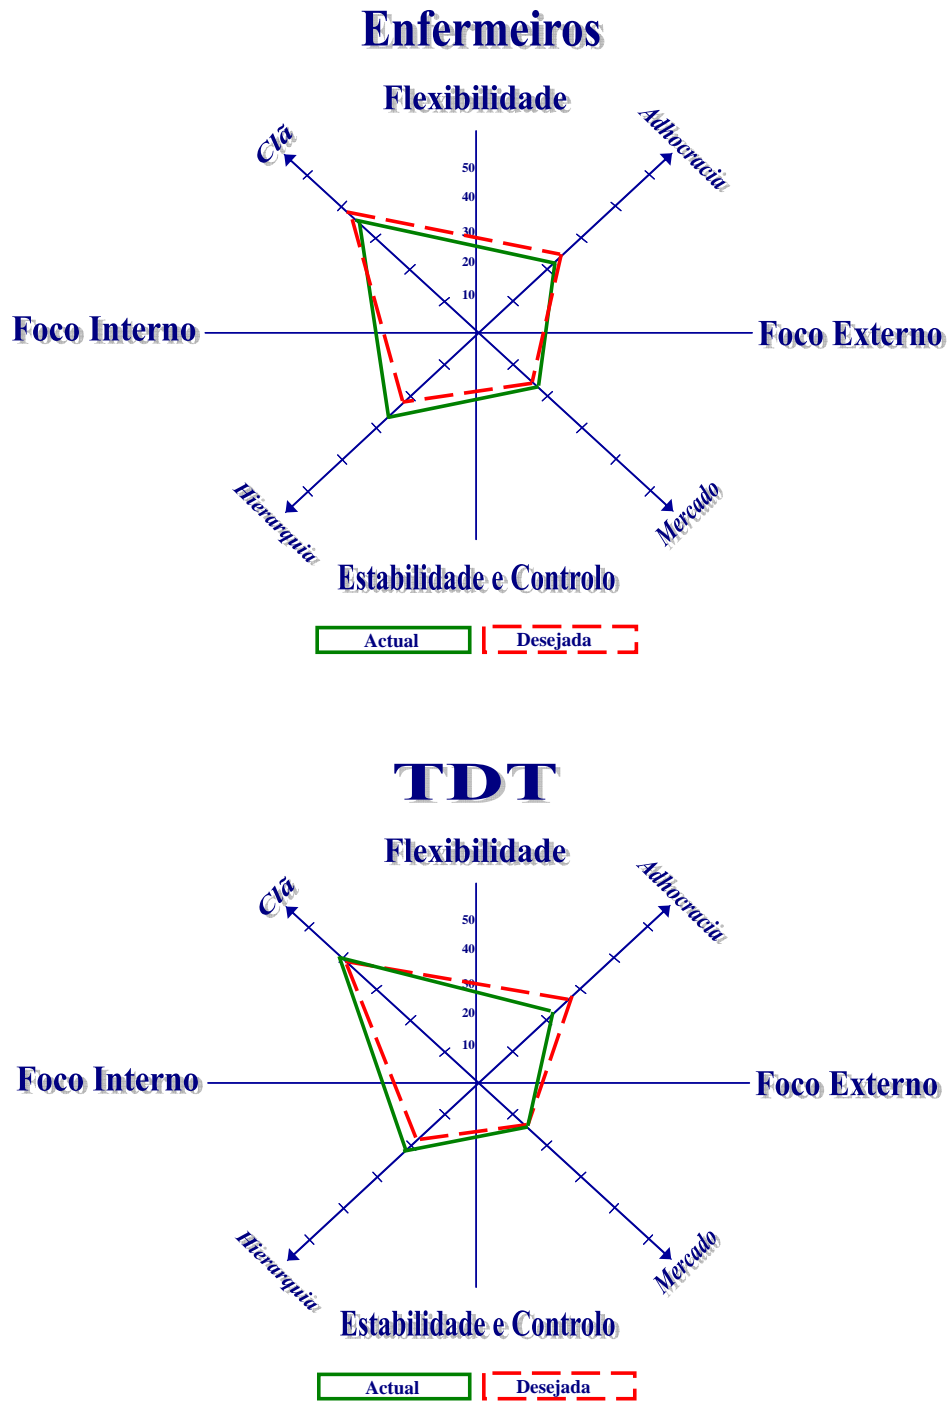 Enfermeiros
Flexibilidade
Clã
Adhocracia
50
40
30
20
10
Foco Interno
Foco Externo
Hierarquia
Mercado
Estabilidade e Controlo
Actual
Desejada
TDT
Flexibilidade
Clã
Adhocracia
50
40
30
20
10
Foco Interno
Foco Externo
Hierarquia
Mercado
Estabilidade e Controlo
Actual
Desejada